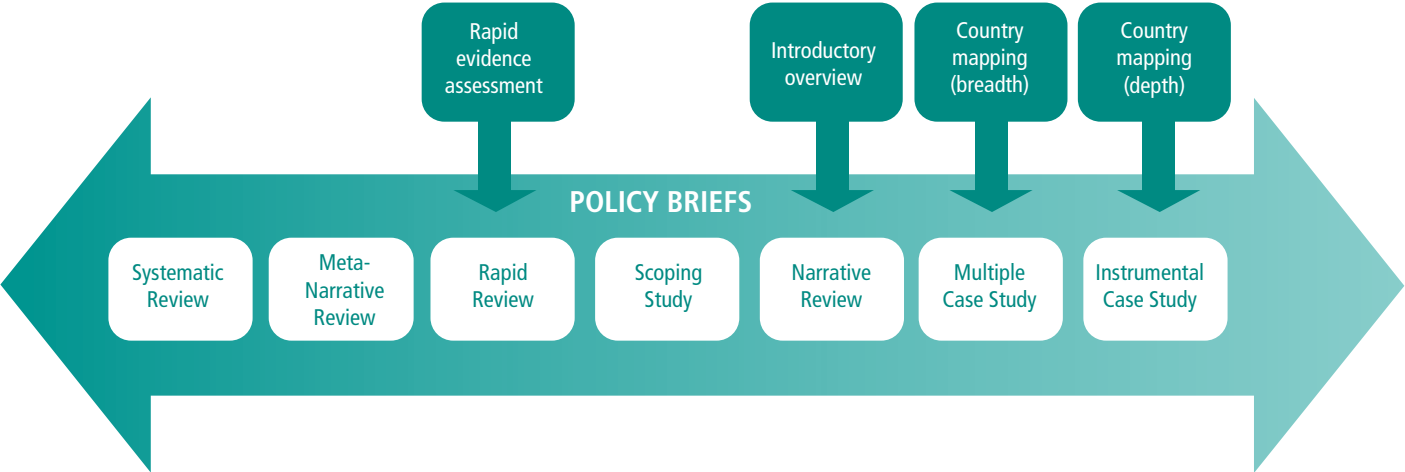 Rapid
evidence
assessment
Introductory
overview
Country
mapping
(breadth)
Country
mapping
(depth)
POLICY BRIEFS
Systematic
Review
Meta-
Narrative
Review
Rapid
Review
Scoping
Study
Narrative
Review
Multiple
Case Study
Instrumental
Case Study